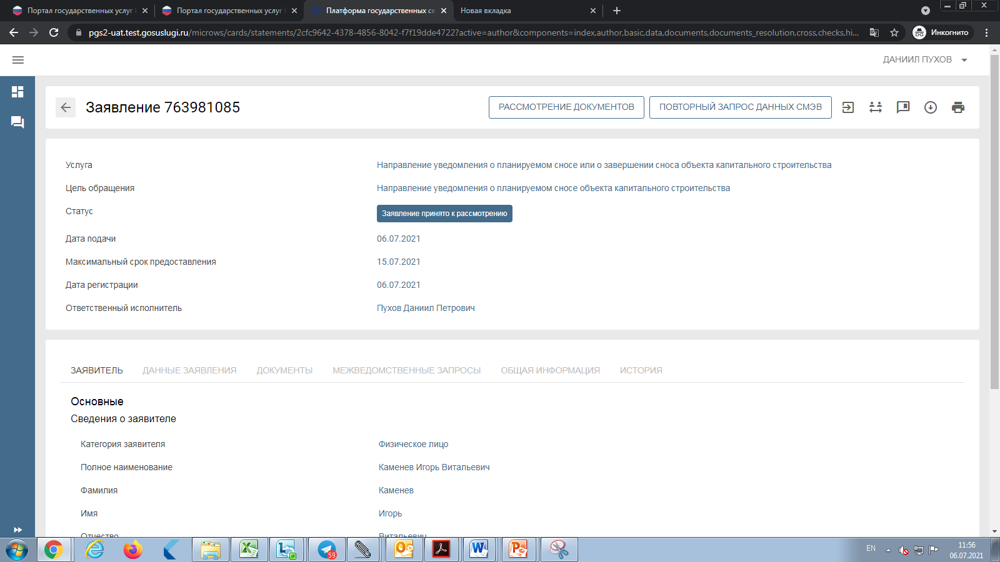 Портал государственных услуг
Портал государственных услуг
Платформа государственных се
Новая вкладка
pgs2-uat.test.gosuslugi.ru/microws/cards/statements/2cfc9642-4378-4856-8042-f7f19dde4722?active=author&components=index,author,basic,data,documents,documents_resolution,cross,checks,hi...
Инкогнито
ДАНИИЛ ПУХОВ
Заявление 763981085
РАССМОТРЕНИЕ ДОКУМЕНТОВ
ПОВТОРНЫЙ ЗАПРОС ДАННЫХ СМЭВ
Услуга
Направление уведомления о планируемом сносе или о завершении сноса объекта капитального строительства
Цель обращения
Направление уведомления о планируемом сносе объекта капитального строительства
Статус
Заявление принято к рассмотрению
Дата подачи
06.07.2021
Максимальный срок предоставления
15.07.2021
Дата регистрации
06.07.2021
Ответственный исполнитель
Пухов Даниил Петрович
ЗАЯВИТЕЛЬ
ДАННЫЕ ЗАЯВЛЕНИЯ
ДОКУМЕНТЫ
МЕЖВЕДОМСТВЕННЫЕ ЗАПРОСЫ
ОБЩАЯ ИНФОРМАЦИЯ
ИСТОРИЯ
Основные
Сведения о заявителе
Категория заявителя
Физическое лицо
Полное наименование
Каменев Игорь Витальевич
Фамилия
Каменев
Имя
Игорь
Отчество
Витальевич
59
EN
11:56
06.07.2021